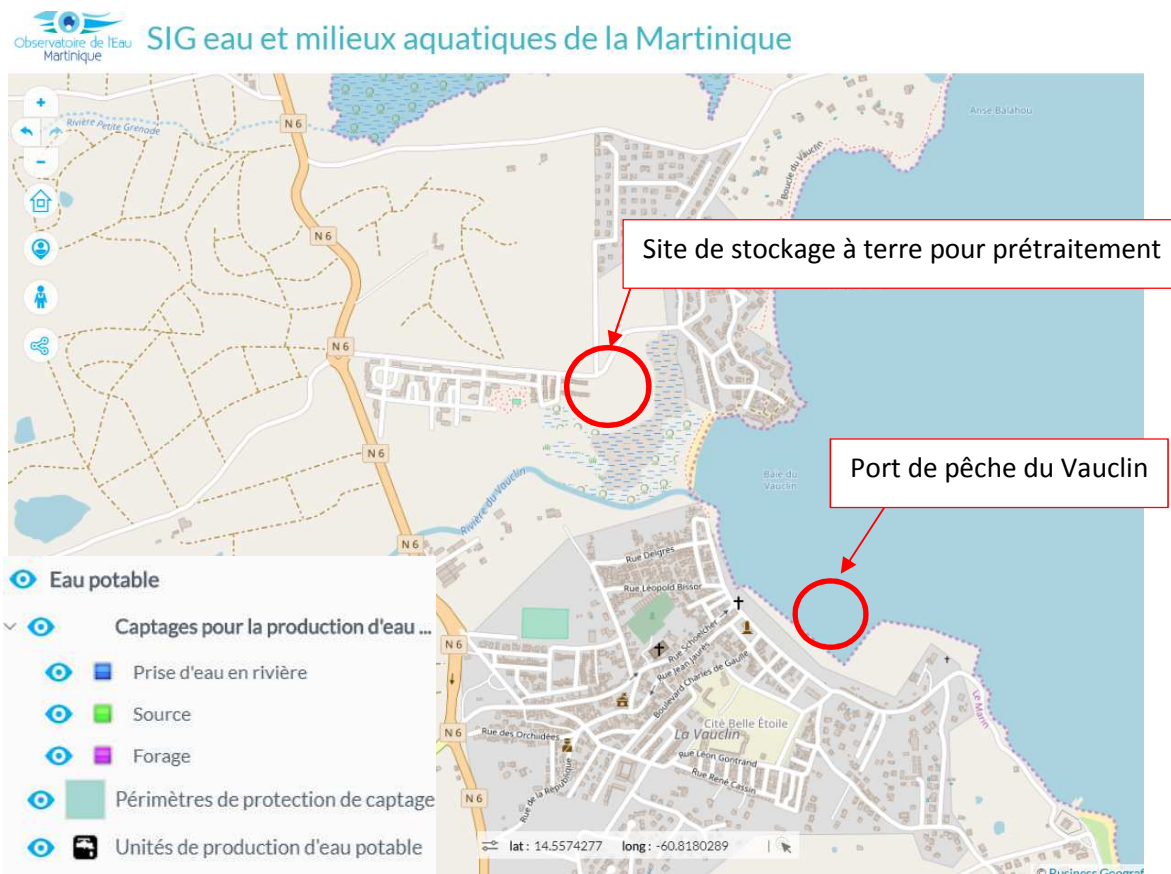 Observatoire de l'Eau
Martinique
SIG eau et milieux aquatiques de la Martinique
Rivière Petite Grenade
N 6
Anse Balahou
Boucle du Vauclin
N 6
Site de stockage à terre pour prétraitement
N 6
N 6
Baie du
Vauclin
Port de pêche du Vauclin
Rivière du Vauclin
N 6
Rue Delgrès
Rue Léopold Bissol
Rue Schoelcher
Rue Jean Jaurès
Boulevard Charles de Gaulle
N 6
Cité Belle Étoile
Le Marin
N 6
Rue des Orchidées
La Vauclin
Rue Léon Gontrand
Rue René Cassin
Rue de la République
N 6
Eau potable
Captages pour la production d'eau ...
Prise d'eau en rivière
Source
Forage
Périmètres de protection de captage
Unités de production d'eau potable
lat : 14.5574277 long : -60.8180289
© Business Geograf